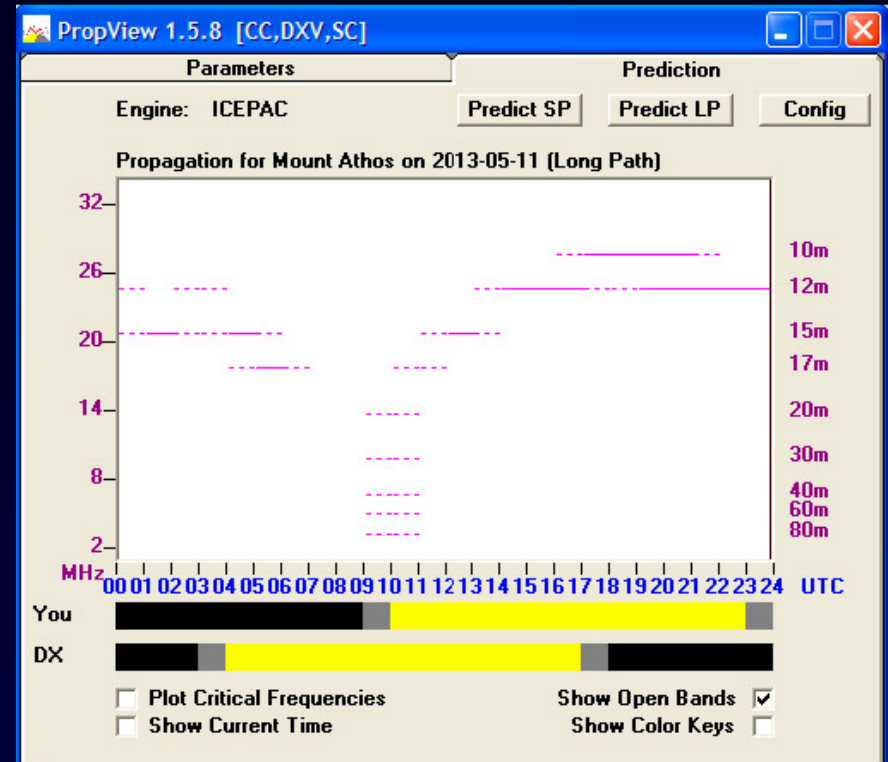 PropView 1.5.8 [CC,DXV,SC]
Parameters Prediction
Engine: ICEPAC Predict SP Predict LP Config
Propagation for Mount Athos on 2013-05-11 (Long Path)
32
10m
26
12m
20 15m
17m
14 20m
30m
8
40m
60m
80m
2
MHz 00 01 02 03 04 05 06 07 08 09 10 11 12 13 14 15 16 17 18 19 20 21 22 23 24 UTC
You
DX
Plot Critical Frequencies Show Open Bands
Show Current Time Show Color Keys